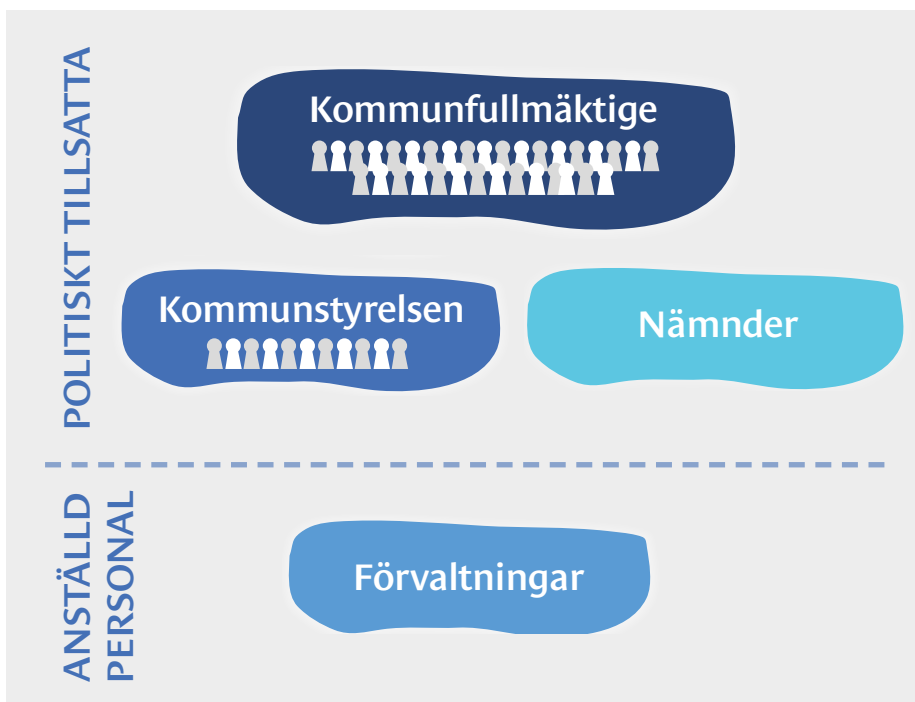 POLITISKT TILLSATTA
Kommunfullmäktige
Kommunstyrelsen
Nämnder
ANSTÄLLD
PERSONAL
Förvaltningar